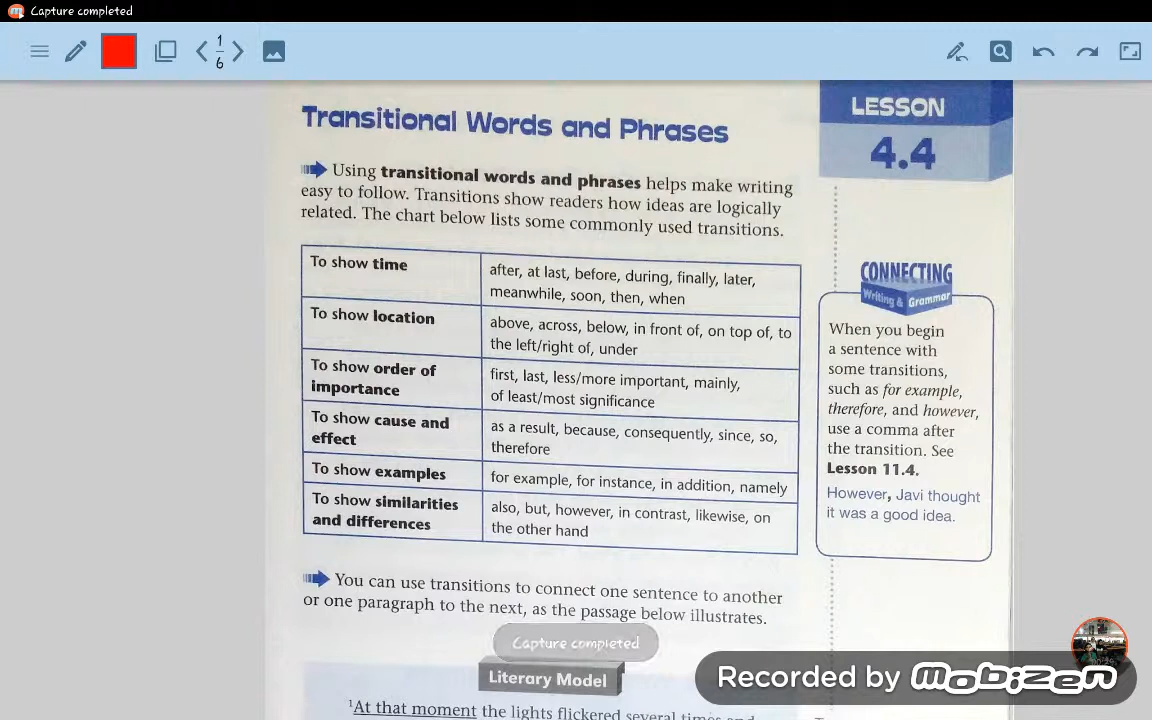 Capture completed
1
6
Transitional Words and Phrases
LESSON
4.4
Using transitional words and phrases helps make writing
easy to follow. Transitions show readers how ideas are logically
related. The chart below lists some commonly used transitions.
To show time
after, at last, before, during, finally, later,
meanwhile, soon, then, when
To show location
above, across, below, in front of, on top of, to
the left/right of, under
To show order of
importance
first, last, less/more important, mainly,
of least/most significance
To show cause and
effect
as a result, because, consequently, since, so,
therefore
To show examples
for example, for instance, in addition, namely
To show similarities
and differences
also, but, however, in contrast, likewise, on
the other hand
CONNECTING
Writing & Grammar
When you begin
a sentence with
some transitions,
such as for example,
therefore, and however,
use a comma after
the transition. See
Lesson 11.4.
However, Javi thought
it was a good idea.
You can use transitions to connect one sentence to another
or one paragraph to the next, as the passage below illustrates.
Capture completed
Literary Model
1At that moment the lights flickered several times and
Recorded by Mobizen